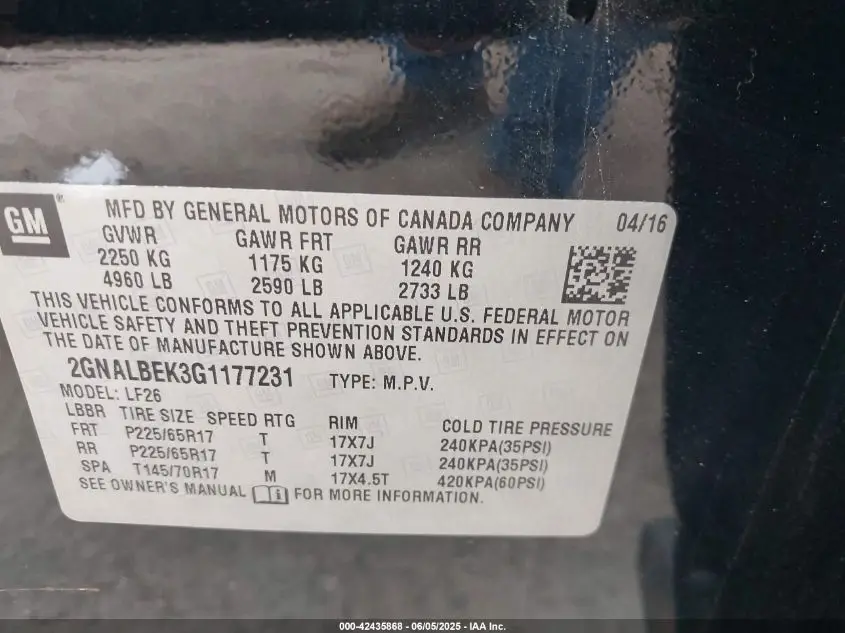 GM®
MFD BY GENERAL MOTORS OF CANADA COMPANY 04/16
GVWR GAWR FRT GAWR RR
2250 KG 1175 KG 1240 KG
4960 LB 2590 LB 2733 LB
THIS VEHICLE CONFORMS TO ALL APPLICABLE U.S. FEDERAL MOTOR
VEHICLE SAFETY AND THEFT PREVENTION STANDARDS IN EFFECT ON
THE DATE OF MANUFACTURE SHOWN ABOVE.
2GNALBEK3G1177231 TYPE: M.P.V.
MODEL: LF26
LBBR TIRE SIZE SPEED RTG RIM COLD TIRE PRESSURE
FRT P225/65R17 T 17X7J 240KPA(35PSI)
RR P225/65R17 T 17X7J 240KPA(35PSI)
SPA T145/70R17 M 17X4.5T 420KPA(60PSI)
SEE OWNER'S MANUAL FOR MORE INFORMATION.
000-42435868 - 06/05/2025 - IAA Inc.